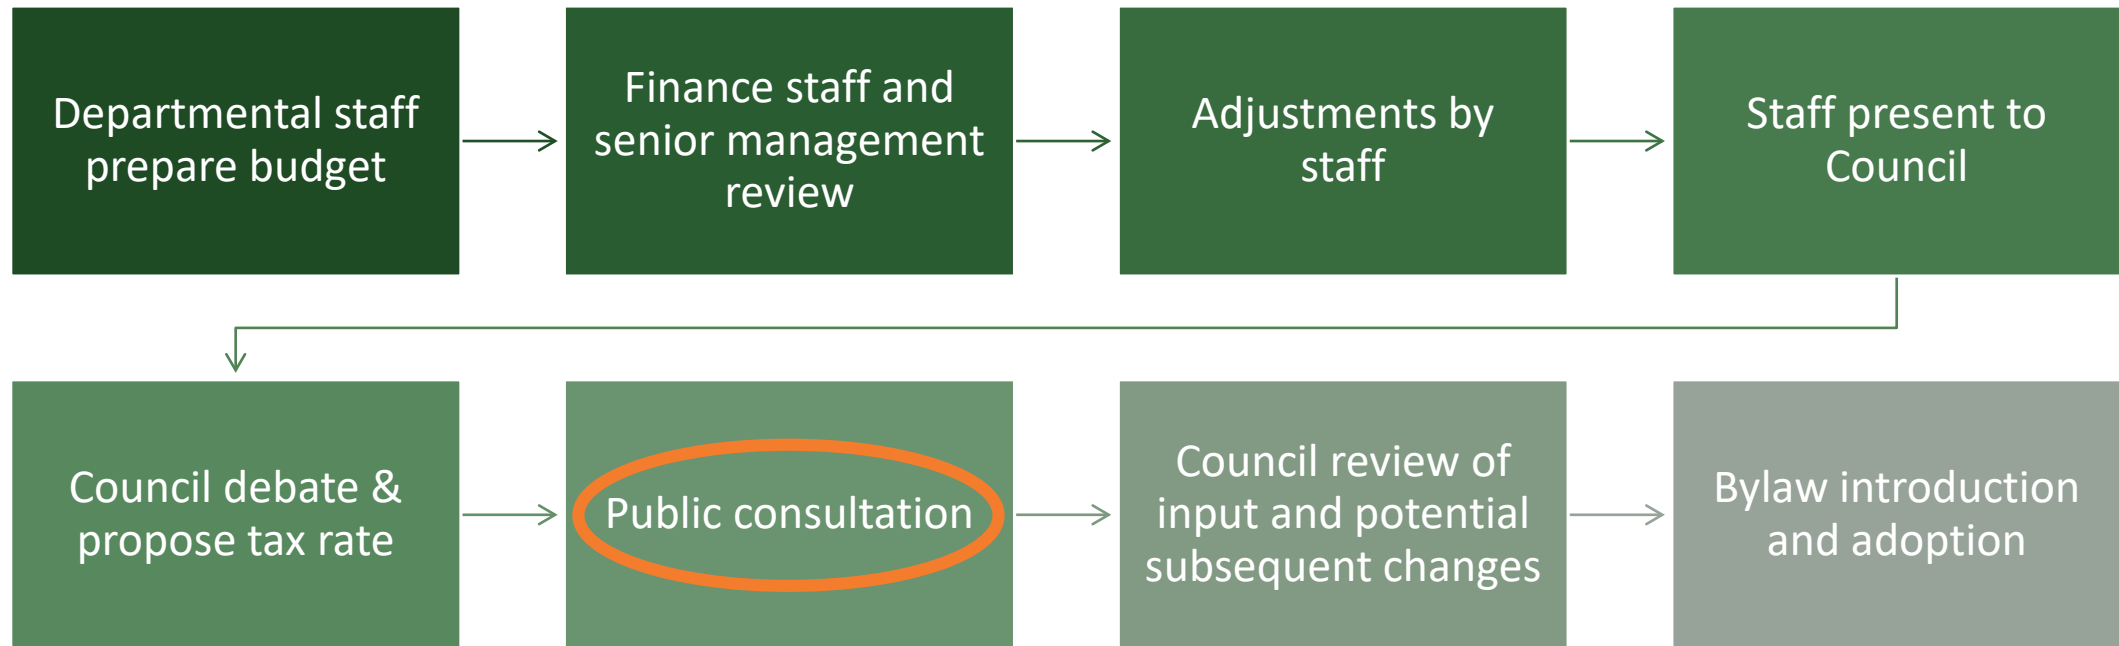 Departmental staff
prepare budget
Finance staff and
senior management
review
Adjustments by
staff
Staff present to
Council
Council debate &
propose tax rate
Public consultation
Council review of
input and potential
subsequent changes
Bylaw introduction
and adoption